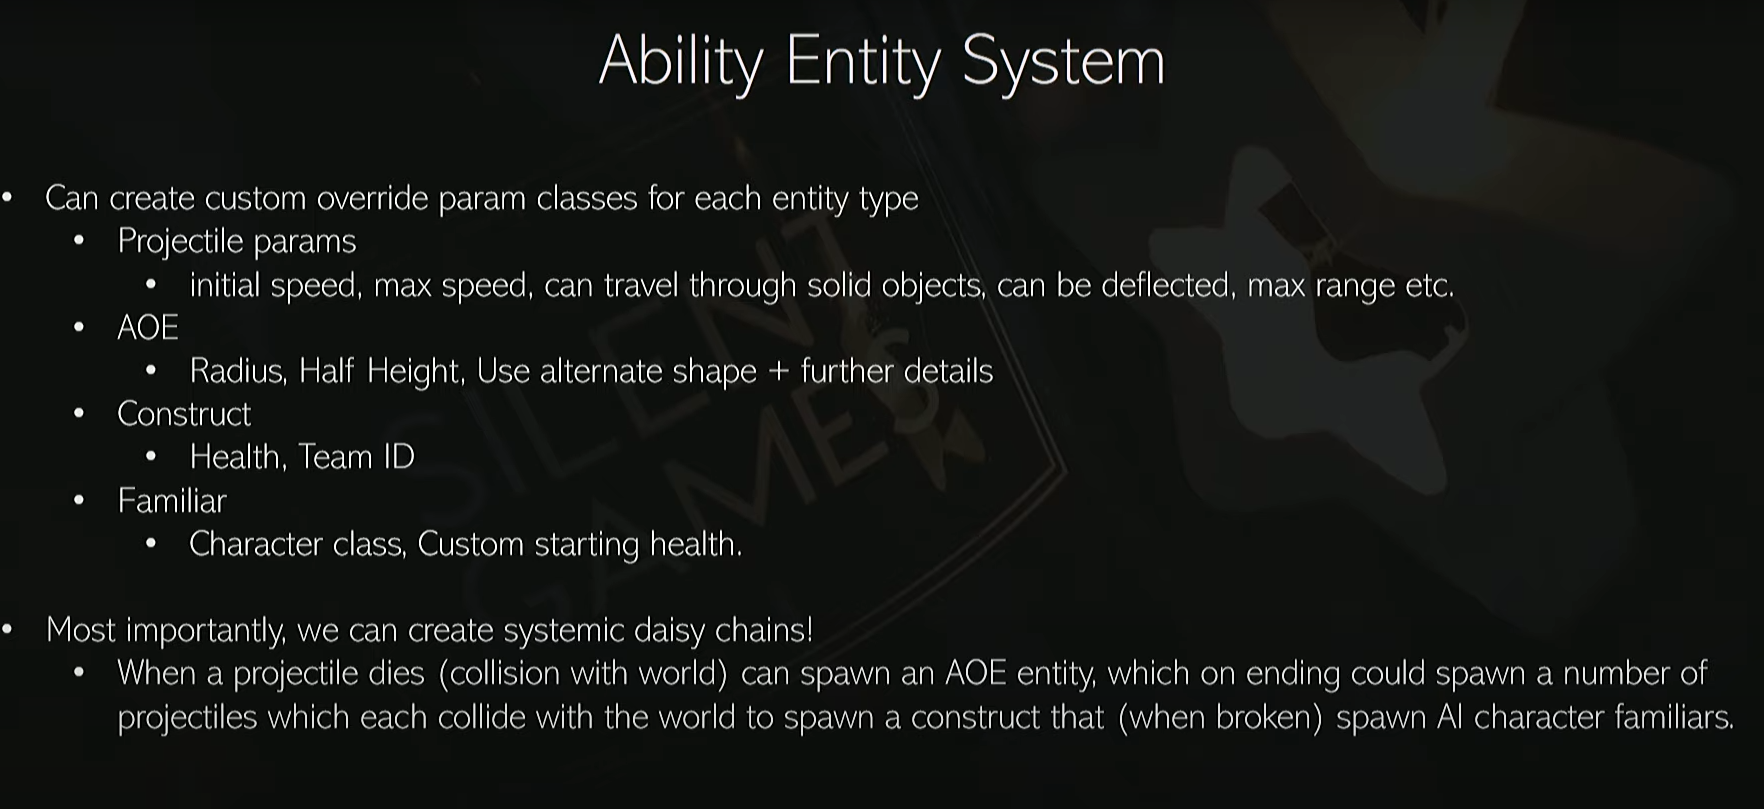 Ability Entity System
• Can create custom override param classes for each entity type
• Projectile params
• initial speed, max speed, can travel through solid objects, can be deflected, max range etc.
• AOE
• Radius, Half Height, Use alternate shape + further details
• Construct
• Health, Team ID
• Familiar
• Character class, Custom starting health.
• Most importantly, we can create systemic daisy chains!
• When a projectile dies (collision with world) can spawn an AOE entity, which on ending could spawn a number of
projectiles which each collide with the world to spawn a construct that (when broken) spawn AI character familiars.
SILENT
GAMES